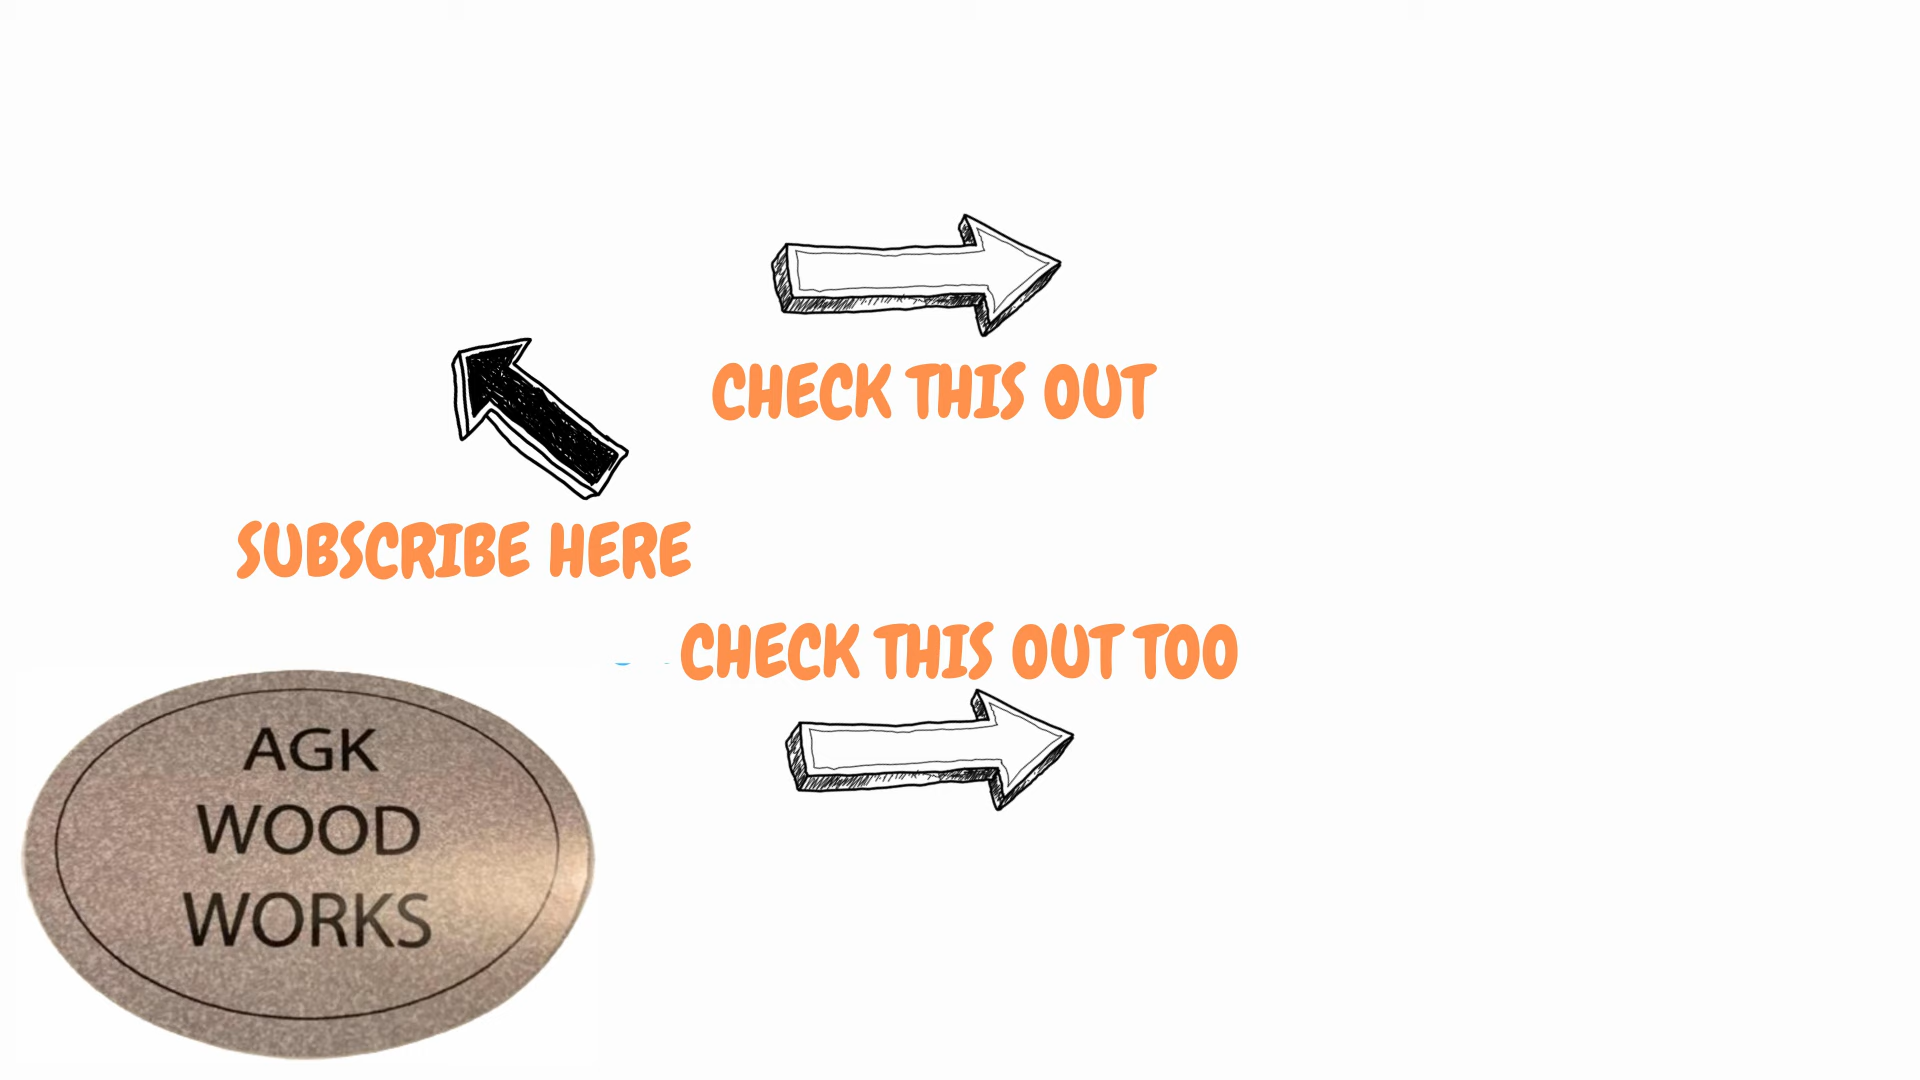 CHECK THIS OUT
SUBSCRIBE HERE
CHECK THIS OUT TOO
AGK
WOOD
WORKS